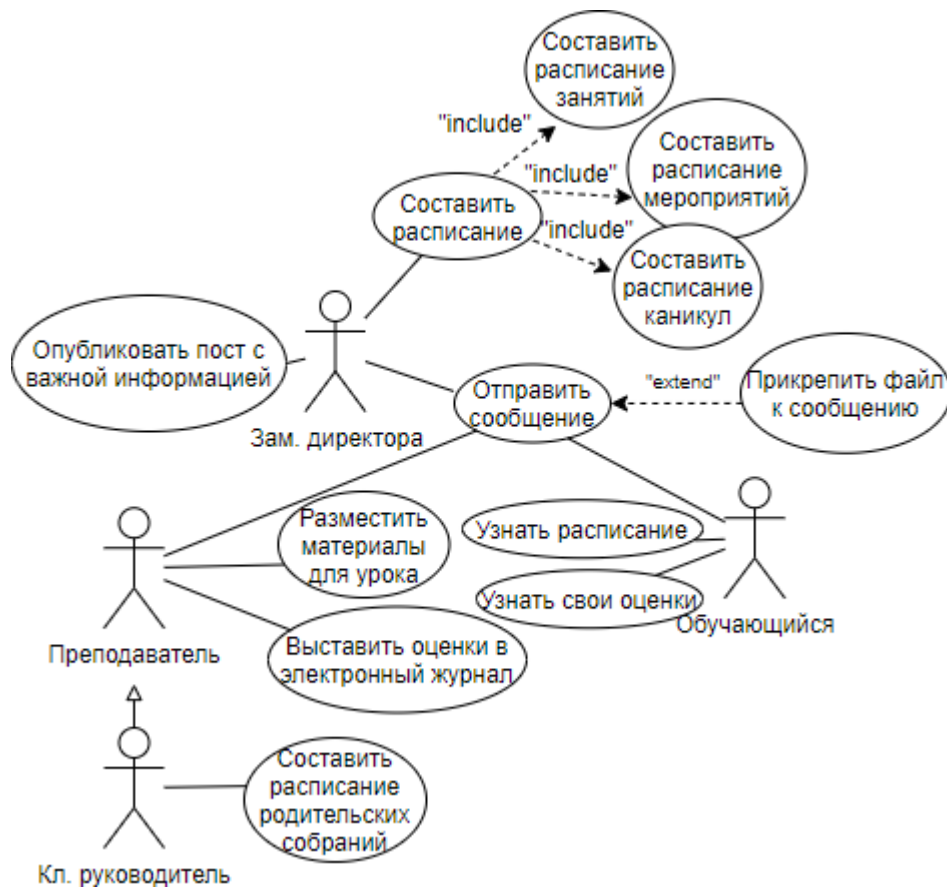 Составить
расписание
занятий
"include"
Составить
расписание
мероприятий
"include"
Составить
расписание
"include"
Составить
расписание
каникул
Опубликовать пост с
важной информацией
Зам. директора
Отправить
сообщение
"extend"
Прикрепить файл
к сообщению
Разместить
материалы
для урока
Узнать расписание
Узнать свои оценки
Обучающийся
Преподаватель
Выставить оценки в
электронный журнал
Составить
расписание
родительских
собраний
Кл. руководитель